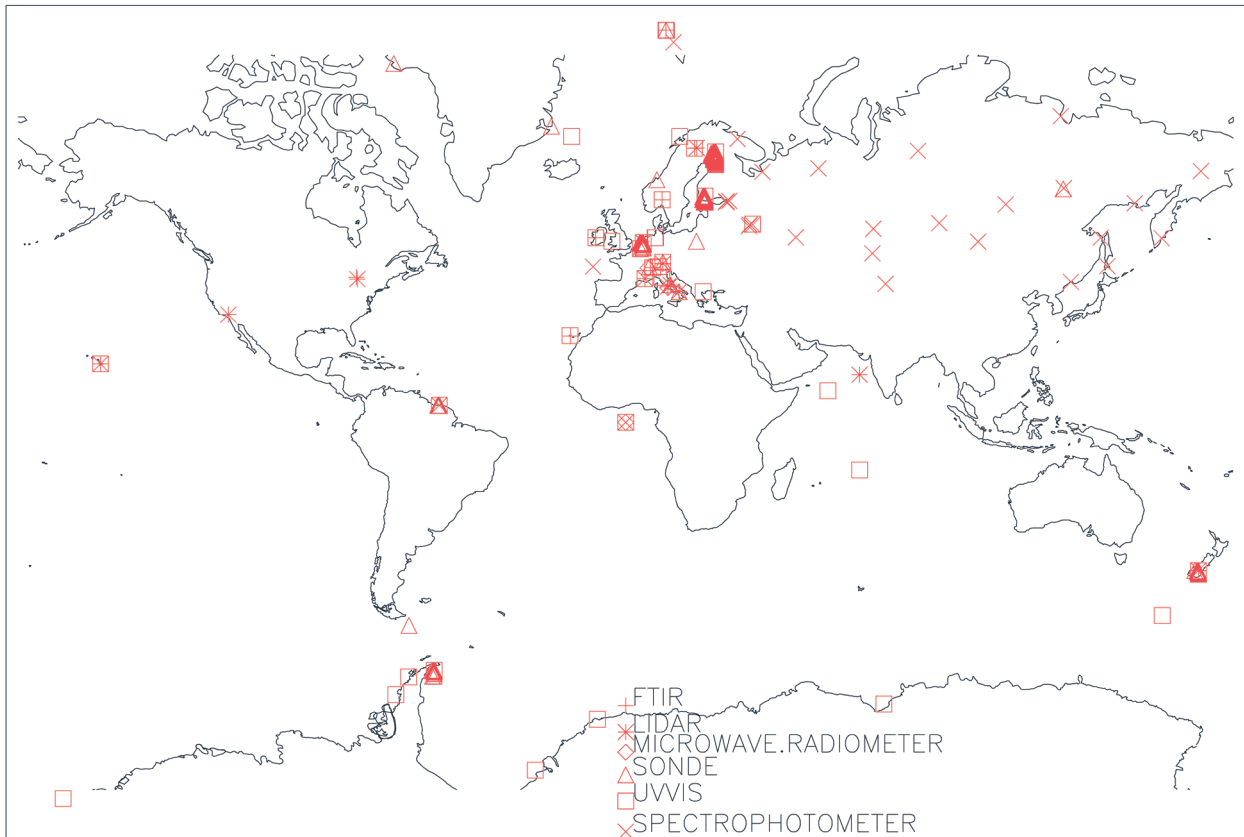 FTIR
LIDAR
MICROWAVE.RADIOMETER
SONDE
UVVIS
SPECTROPHOTOMETER